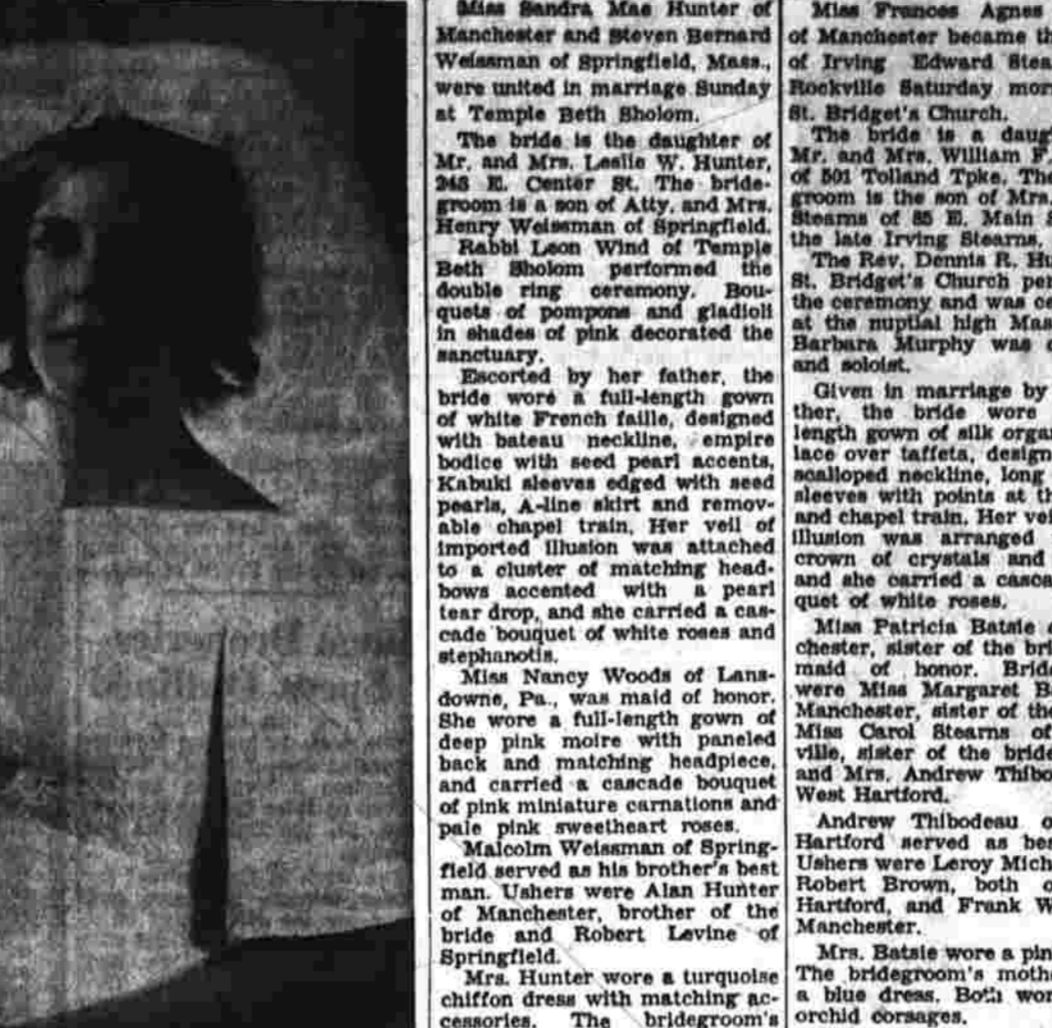 Miss Sandra Mae Hunter of
Manchester and Steven Bernard
Weissman of Springfield, Mass.,
were united in marriage Sunday
at Temple Beth Sholom.
The bride is the daughter of
Mr. and Mrs. Leslie W. Hunter,
E. Center St. The bride-
groom is a son of Atty. and Mrs.
Henry Weissman of Springfield.
Rabbi Leon Wind of Temple
Beth Sholom performed the
double ring ceremony. Bou-
quets of pompons and gladioli
in shades of pink decorated the
sanctuary.
Escorted by her father, the
bride wore a full-length gown
of white French faille, designed
with bateau neckline, empire
bodice with seed pearl accents,
Kabuki sleeves edged with seed
pearls, A-line skirt and remov-
able chapel train. Her veil of
imported illusion was attached
to a cluster of matching head-
bows accented with a pearl
tear drop, and she carried a cas-
cade bouquet of white roses and
stephanotis.
Miss Nancy Woods of Lans-
downe, Pa., was maid of honor.
She wore a full-length gown of
deep pink moire with paneled
back and matching headpiece,
and carried a cascade bouquet
of pink miniature carnations and
pale pink sweetheart roses.
Malcolm Weissman of Spring-
field served as his brother's best
man. Ushers were Alan Hunter
of Manchester, brother of the
bride and Robert Levine of
Springfield.
Mrs. Hunter wore a turquoise
chiffon dress with matching ac-
cessories. The bridegroom's
Miss Frances Agnes
of Manchester became th
of Irving Edward Stea
Rockville Saturday mor
St. Bridget's Church.
The bride is a daug
Mr. and Mrs. William F.
of 501 Tolland Tpke. The
groom is the son of Mrs.
Stearns of 85 E. Main
the late Irving Stearns.
The Rev. Dennis R. Hu
St. Bridget's Church per
the ceremony and was ce
at the nuptial high Mas
Barbara Murphy was o
and soloist.
Given in marriage by
ther, the bride wore
length gown of silk organ
lace over taffeta, design
scalloped neckline, long
sleeves with points at th
and chapel train. Her vei
illusion was arranged
crown of crystals and
and she carried a casca
quet of white roses.
Miss Patricia Batsie
chester, sister of the bri
maid of honor. Bride
were Miss Margaret B
Manchester, sister of the
Miss Carol Stearns of
ville, sister of the bride
and Mrs. Andrew Thibo
West Hartford.
Andrew Thibodeau o
Hartford served as bes
Ushers were Leroy Mich
Robert Brown, both o
Hartford, and Frank W
Manchester.
Mrs. Batsie wore a pin
The bridegroom's mothe
a blue dress. Both wor
orchid corsages.